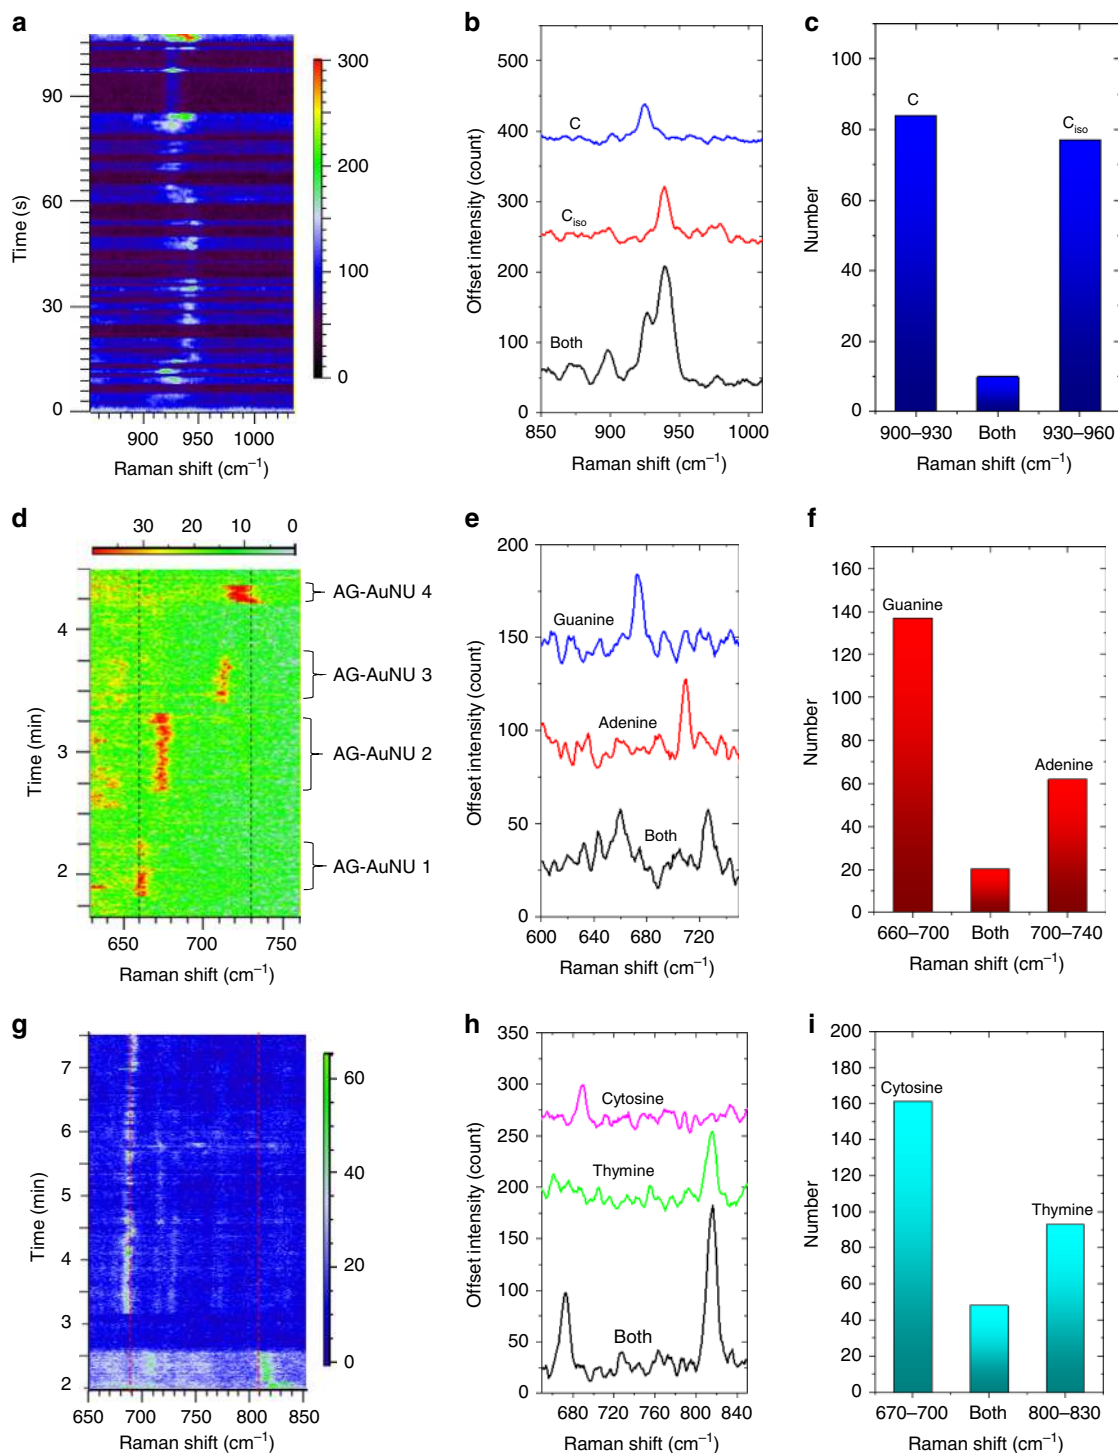 a
300
200
100
0
90
60
30
0
Time (s)
900
950
1000
Raman shift (cm⁻¹)
b
500
400
300
200
100
0
Offset intensity (count)
C
C_iso
Both
850
900
950
1000
Raman shift (cm⁻¹)
c
100
80
60
40
20
0
Number
C
C_iso
900–930
Both
930–960
Raman shift (cm⁻¹)
d
30
20
10
0
4
3
2
Time (min)
AG-AuNU 4
AG-AuNU 3
AG-AuNU 2
AG-AuNU 1
650
700
750
Raman shift (cm⁻¹)
e
200
150
100
50
0
Offset intensity (count)
Guanine
Adenine
Both
600
640
680
720
Raman shift (cm⁻¹)
f
160
140
120
100
80
60
40
20
0
Number
Guanine
Adenine
660–700
Both
700–740
Raman shift (cm⁻¹)
g
7
6
5
4
3
2
Time (min)
60
40
20
0
650
700
750
800
850
Raman shift (cm⁻¹)
h
350
300
250
200
150
100
50
0
Offset intensity (count)
Cytosine
Thymine
Both
680
720
760
800
840
Raman shift (cm⁻¹)
i
200
180
160
140
120
100
80
60
40
20
0
Number
Cytosine
Thymine
670–700
Both
800–830
Raman shift (cm⁻¹)